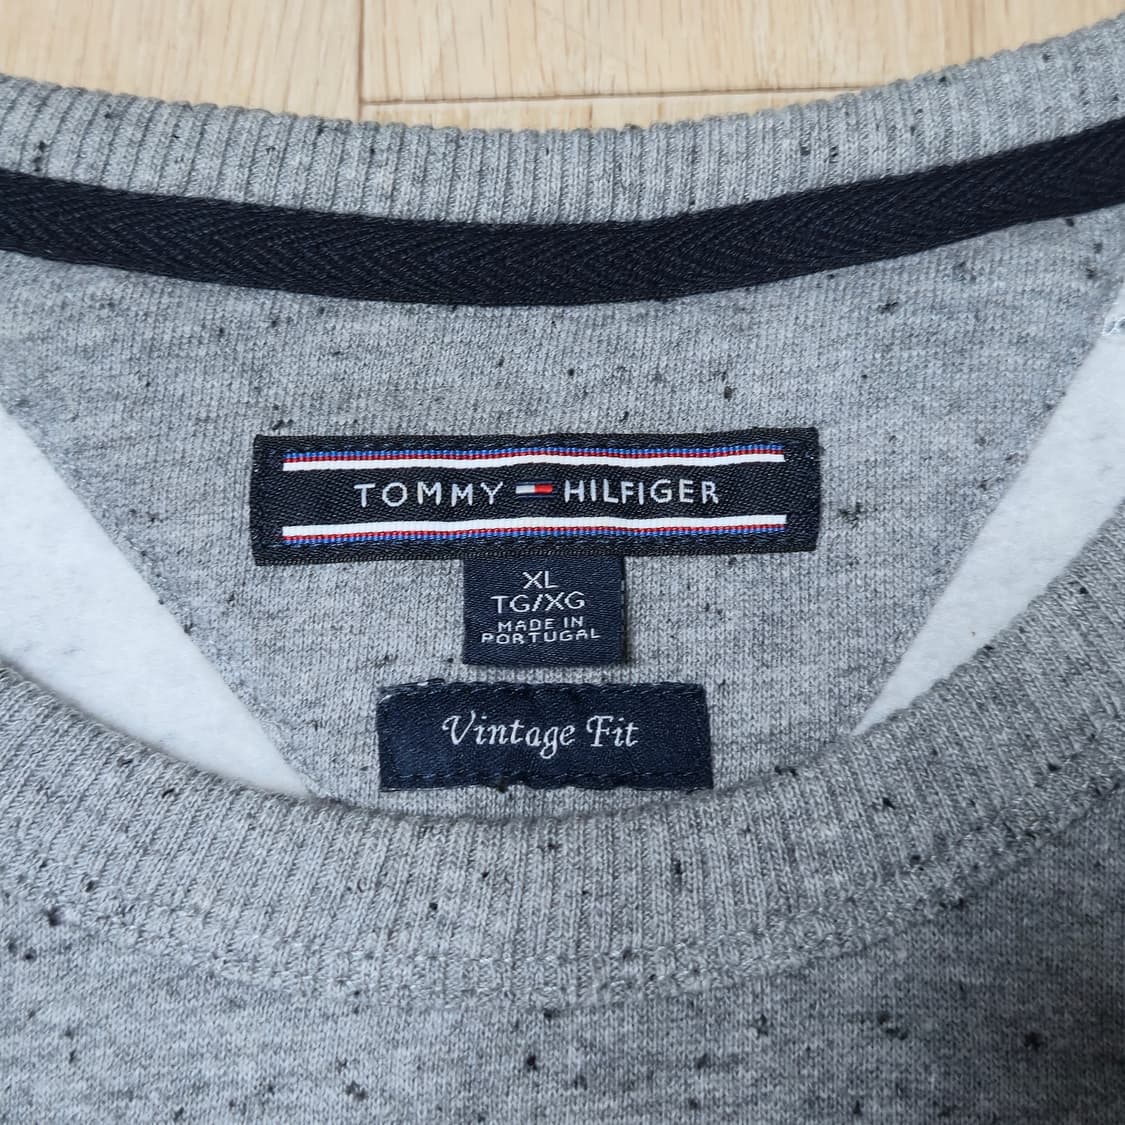 TOMMY HILFIGER
XL
TG/XG
MADE IN
PORTUGAL
Vintage Fit